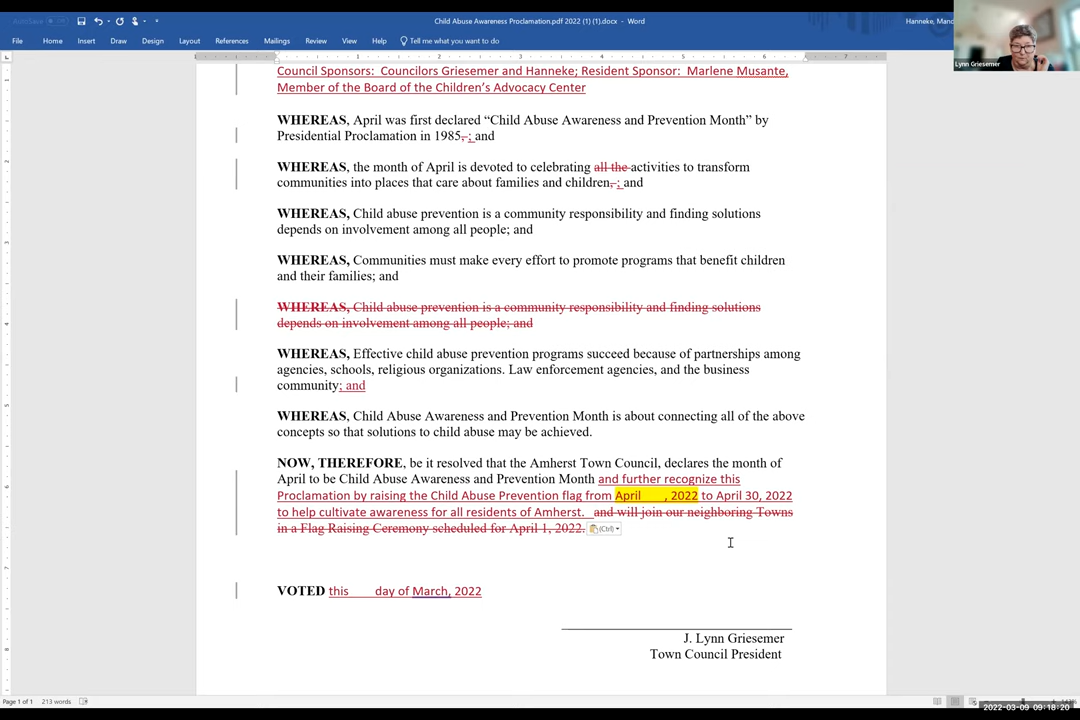 AutoSave Off
Child Abuse Awareness Proclamation.pdf 2022 (1) (1).docx - Word
Hanneke, Mand
File Home Insert Draw Design Layout References Mailings Review View Help Tell me what you want to do
Lynn Griesemer
Council Sponsors: Councilors Griesemer and Hanneke; Resident Sponsor: Marlene Musante,
Member of the Board of the Children's Advocacy Center
WHEREAS, April was first declared “Child Abuse Awareness and Prevention Month” by
Presidential Proclamation in 1985, ; and
WHEREAS, the month of April is devoted to celebrating all the activities to transform
communities into places that care about families and children, ; and
WHEREAS, Child abuse prevention is a community responsibility and finding solutions
depends on involvement among all people; and
WHEREAS, Communities must make every effort to promote programs that benefit children
and their families; and
WHEREAS, Child abuse prevention is a community responsibility and finding solutions
depends on involvement among all people; and
WHEREAS, Effective child abuse prevention programs succeed because of partnerships among
agencies, schools, religious organizations. Law enforcement agencies, and the business
community; and
WHEREAS, Child Abuse Awareness and Prevention Month is about connecting all of the above
concepts so that solutions to child abuse may be achieved.
NOW, THEREFORE, be it resolved that the Amherst Town Council, declares the month of
April to be Child Abuse Awareness and Prevention Month and further recognize this
Proclamation by raising the Child Abuse Prevention flag from April ___, 2022 to April 30, 2022
to help cultivate awareness for all residents of Amherst. and will join our neighboring Towns
in a Flag Raising Ceremony scheduled for April 1, 2022. (Ctrl)
VOTED this ___ day of March, 2022
J. Lynn Griesemer
Town Council President
Page 1 of 1 213 words
2022-03-09 09:18:20